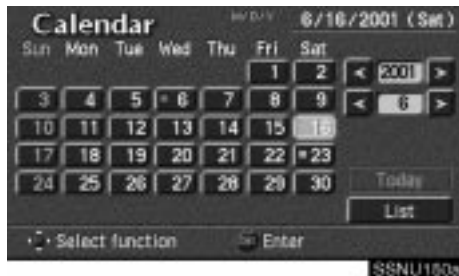 Calendar 6/16/2001 (Sat)
Sun Mon Tue Wed Thu Fri Sat
1 2 < 2001 >
3 4 5 6 7 8 9 < 6 >
10 11 12 13 14 15 16
17 18 19 20 21 22 23
24 25 26 27 28 29 30 Today
List
Select function Enter
SSNU150s